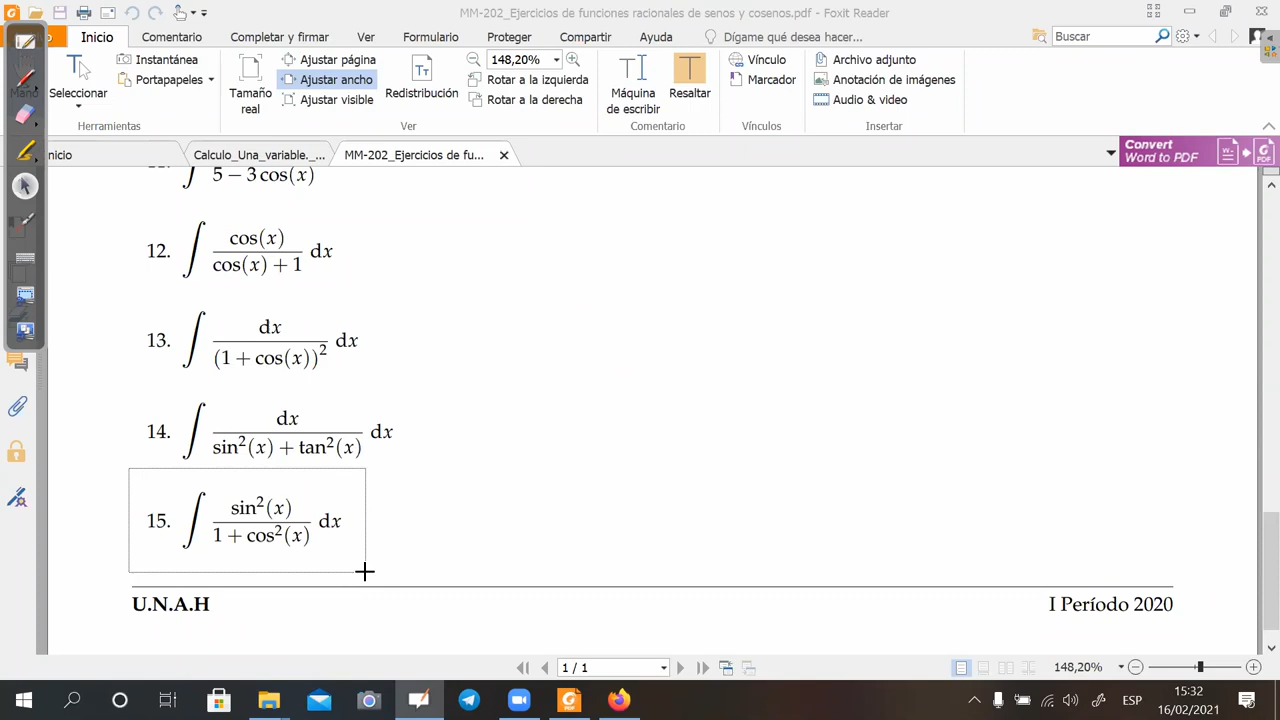 MM-202_Ejercicios de funciones racionales de senos y cosenos.pdf - Foxit Reader
Inicio Comentario Completar y firmar Ver Formulario Proteger Compartir Ayuda Dígame qué desea hacer... Buscar
Mano
Seleccionar
Instantánea
Portapapeles
Herramientas
Tamaño real
Ajustar página
Ajustar ancho
Ajustar visible
Redistribución
148,20%
Rotar a la izquierda
Rotar a la derecha
Ver
Máquina de escribir
Resaltar
Comentario
Vínculo
Marcador
Vínculos
Archivo adjunto
Anotación de imágenes
Audio & video
Insertar
nicio Calculo_Una_variable._... MM-202_Ejercicios de fu...
Convert
Word to PDF
5 − 3 cos(x)
12. ∫ cos(x) / (cos(x) + 1) dx
13. ∫ dx / (1 + cos(x))² dx
14. ∫ dx / (sin²(x) + tan²(x)) dx
15. ∫ sin²(x) / (1 + cos²(x)) dx
U.N.A.H I Período 2020
1 / 1 148,20%
ESP 15:32
16/02/2021